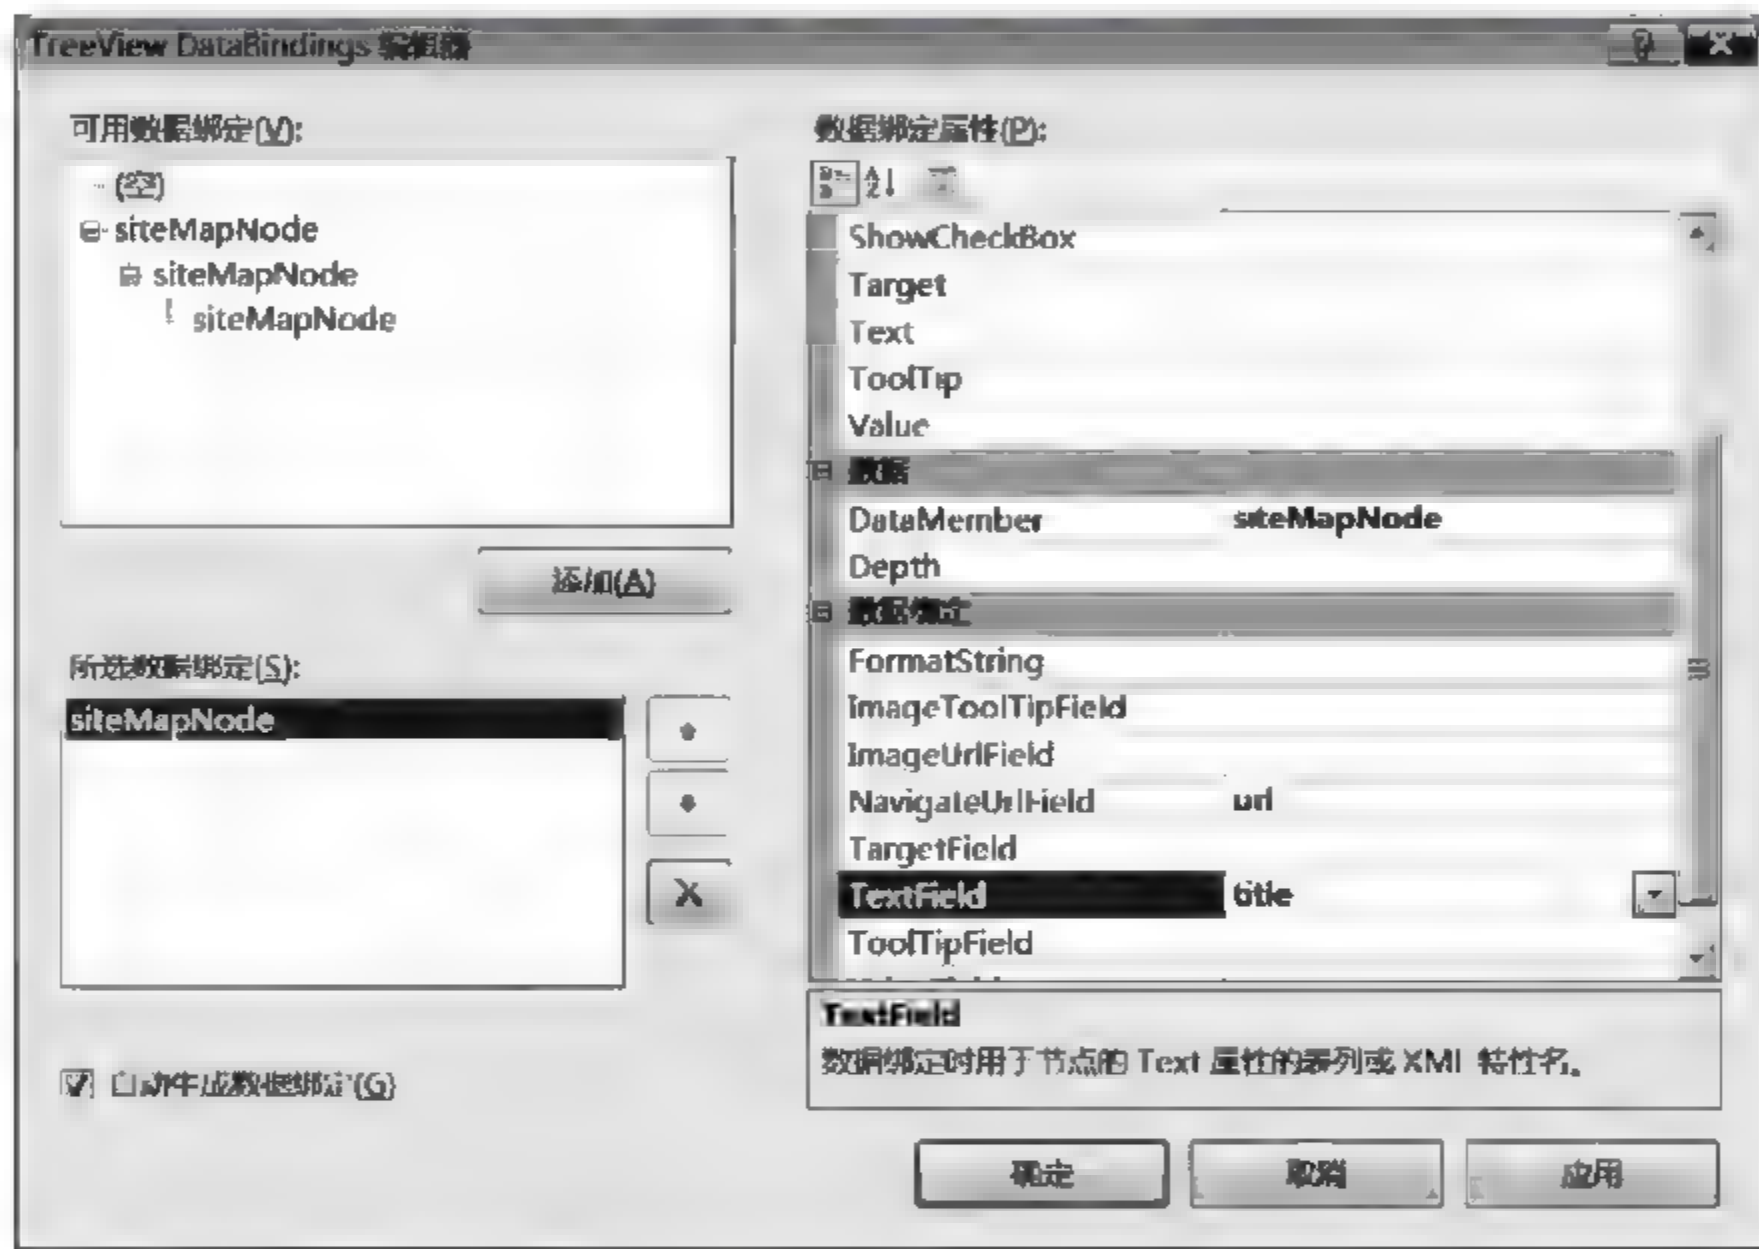 TreeView DataBindings 编辑器
可用数据绑定(V):
(空)
siteMapNode
siteMapNode
siteMapNode
添加(A)
所选数据绑定(S):
siteMapNode
自动生成数据绑定(G)
数据绑定属性(P):
ShowCheckBox
Target
Text
ToolTip
Value
数据
DataMember siteMapNode
Depth
数据绑定
FormatString
ImageToolTipField
ImageUrlField
NavigateUrlField url
TargetField
TextField title
ToolTipField
TextField
数据绑定时用于节点的 Text 属性的表列或 XML 特性名。
确定 取消 应用